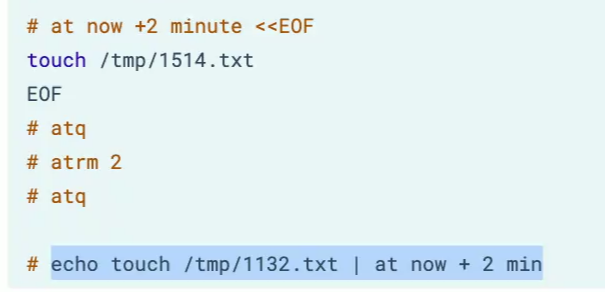 # at now +2 minute <<EOF
touch /tmp/1514.txt
EOF
# atq
# atrm 2
# atq
# echo touch /tmp/1132.txt | at now + 2 min